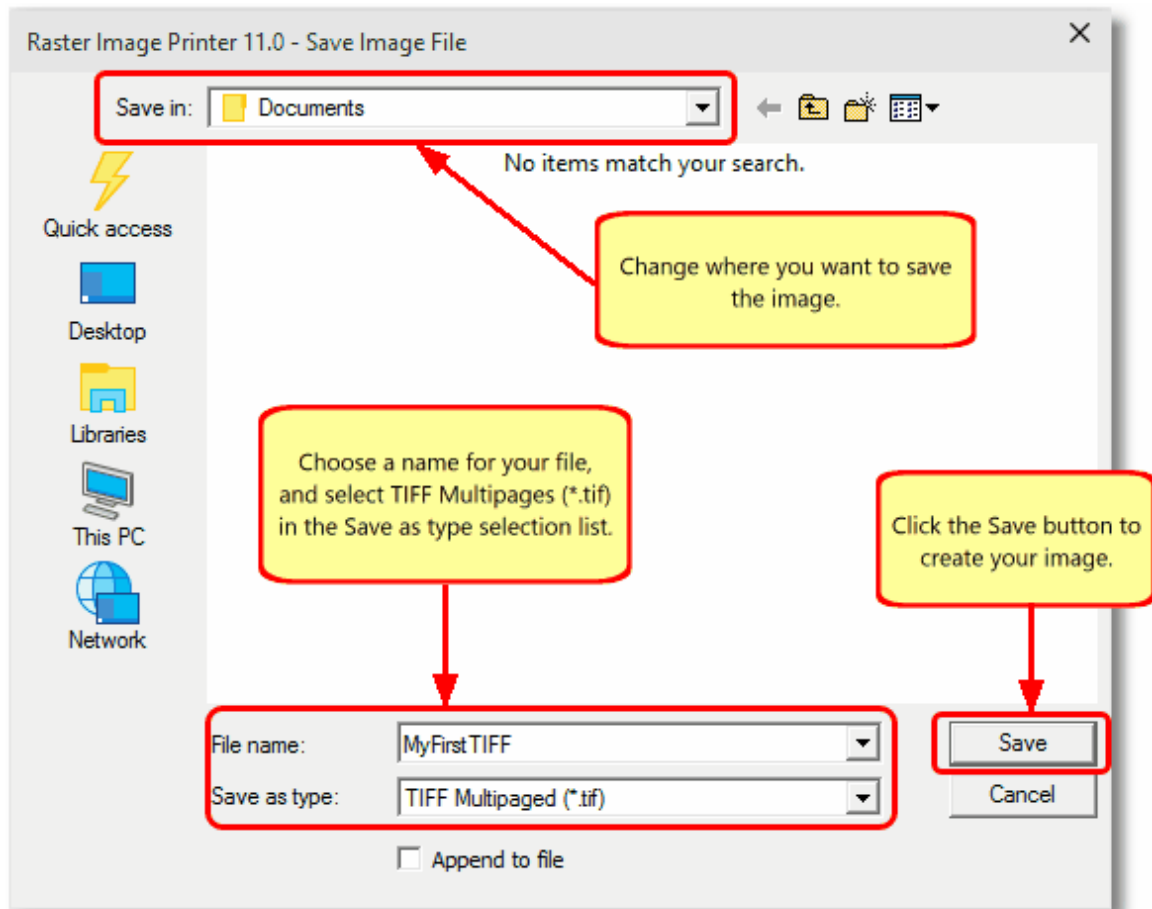 Raster Image Printer 11.0 - Save Image File
Save in: Documents
No items match your search.
Quick access
Change where you want to save
the image.
Desktop
Libraries
Choose a name for your file,
and select TIFF Multipages (*.tif)
in the Save as type selection list.
This PC
Click the Save button to
create your image.
Network
File name: MyFirstTIFF
Save
Save as type: TIFF Multipaged (*.tif)
Cancel
Append to file